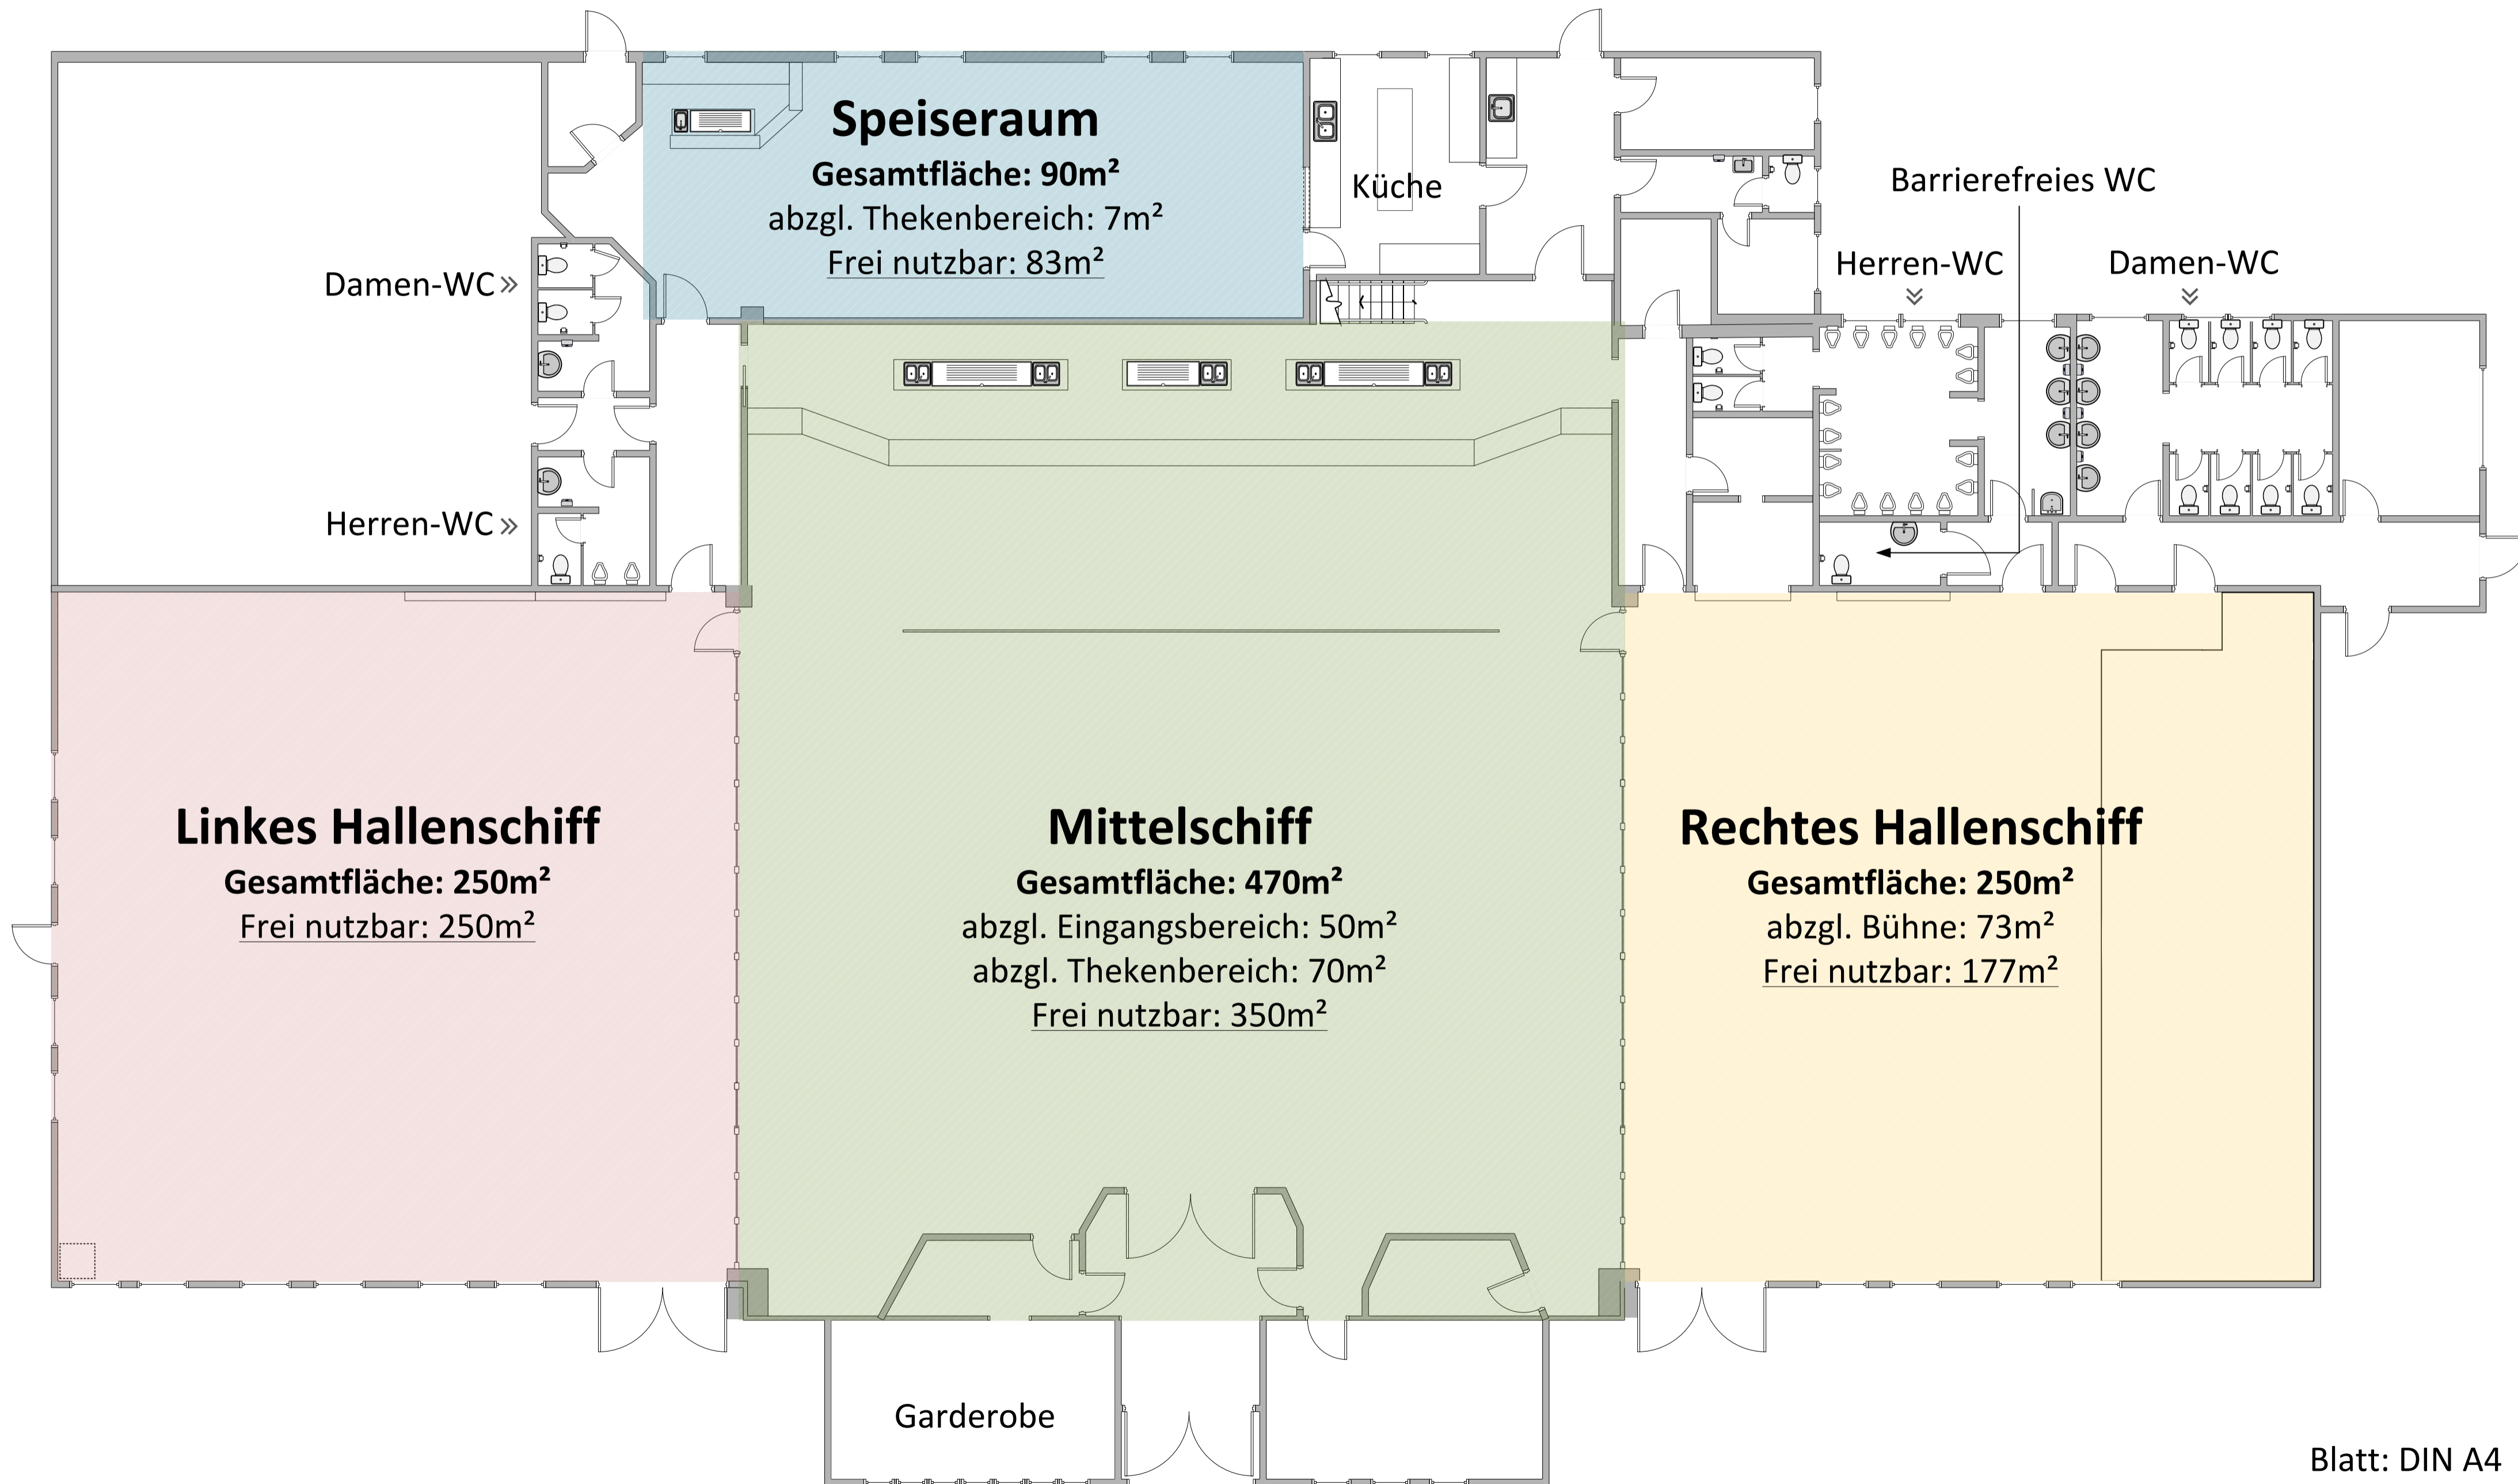 Speiseraum
Gesamtfläche: 90m²
abzgl. Thekenbereich: 7m²
Frei nutzbar: 83m²
Küche
Barrierefreies WC
Damen-WC »
Herren-WC
Damen-WC
Herren-WC »
Linkes Hallenschiff
Gesamtfläche: 250m²
Frei nutzbar: 250m²
Mittelschiff
Gesamtfläche: 470m²
abzgl. Eingangsbereich: 50m²
abzgl. Thekenbereich: 70m²
Frei nutzbar: 350m²
Rechtes Hallenschiff
Gesamtfläche: 250m²
abzgl. Bühne: 73m²
Frei nutzbar: 177m²
Garderobe
Blatt: DIN A4